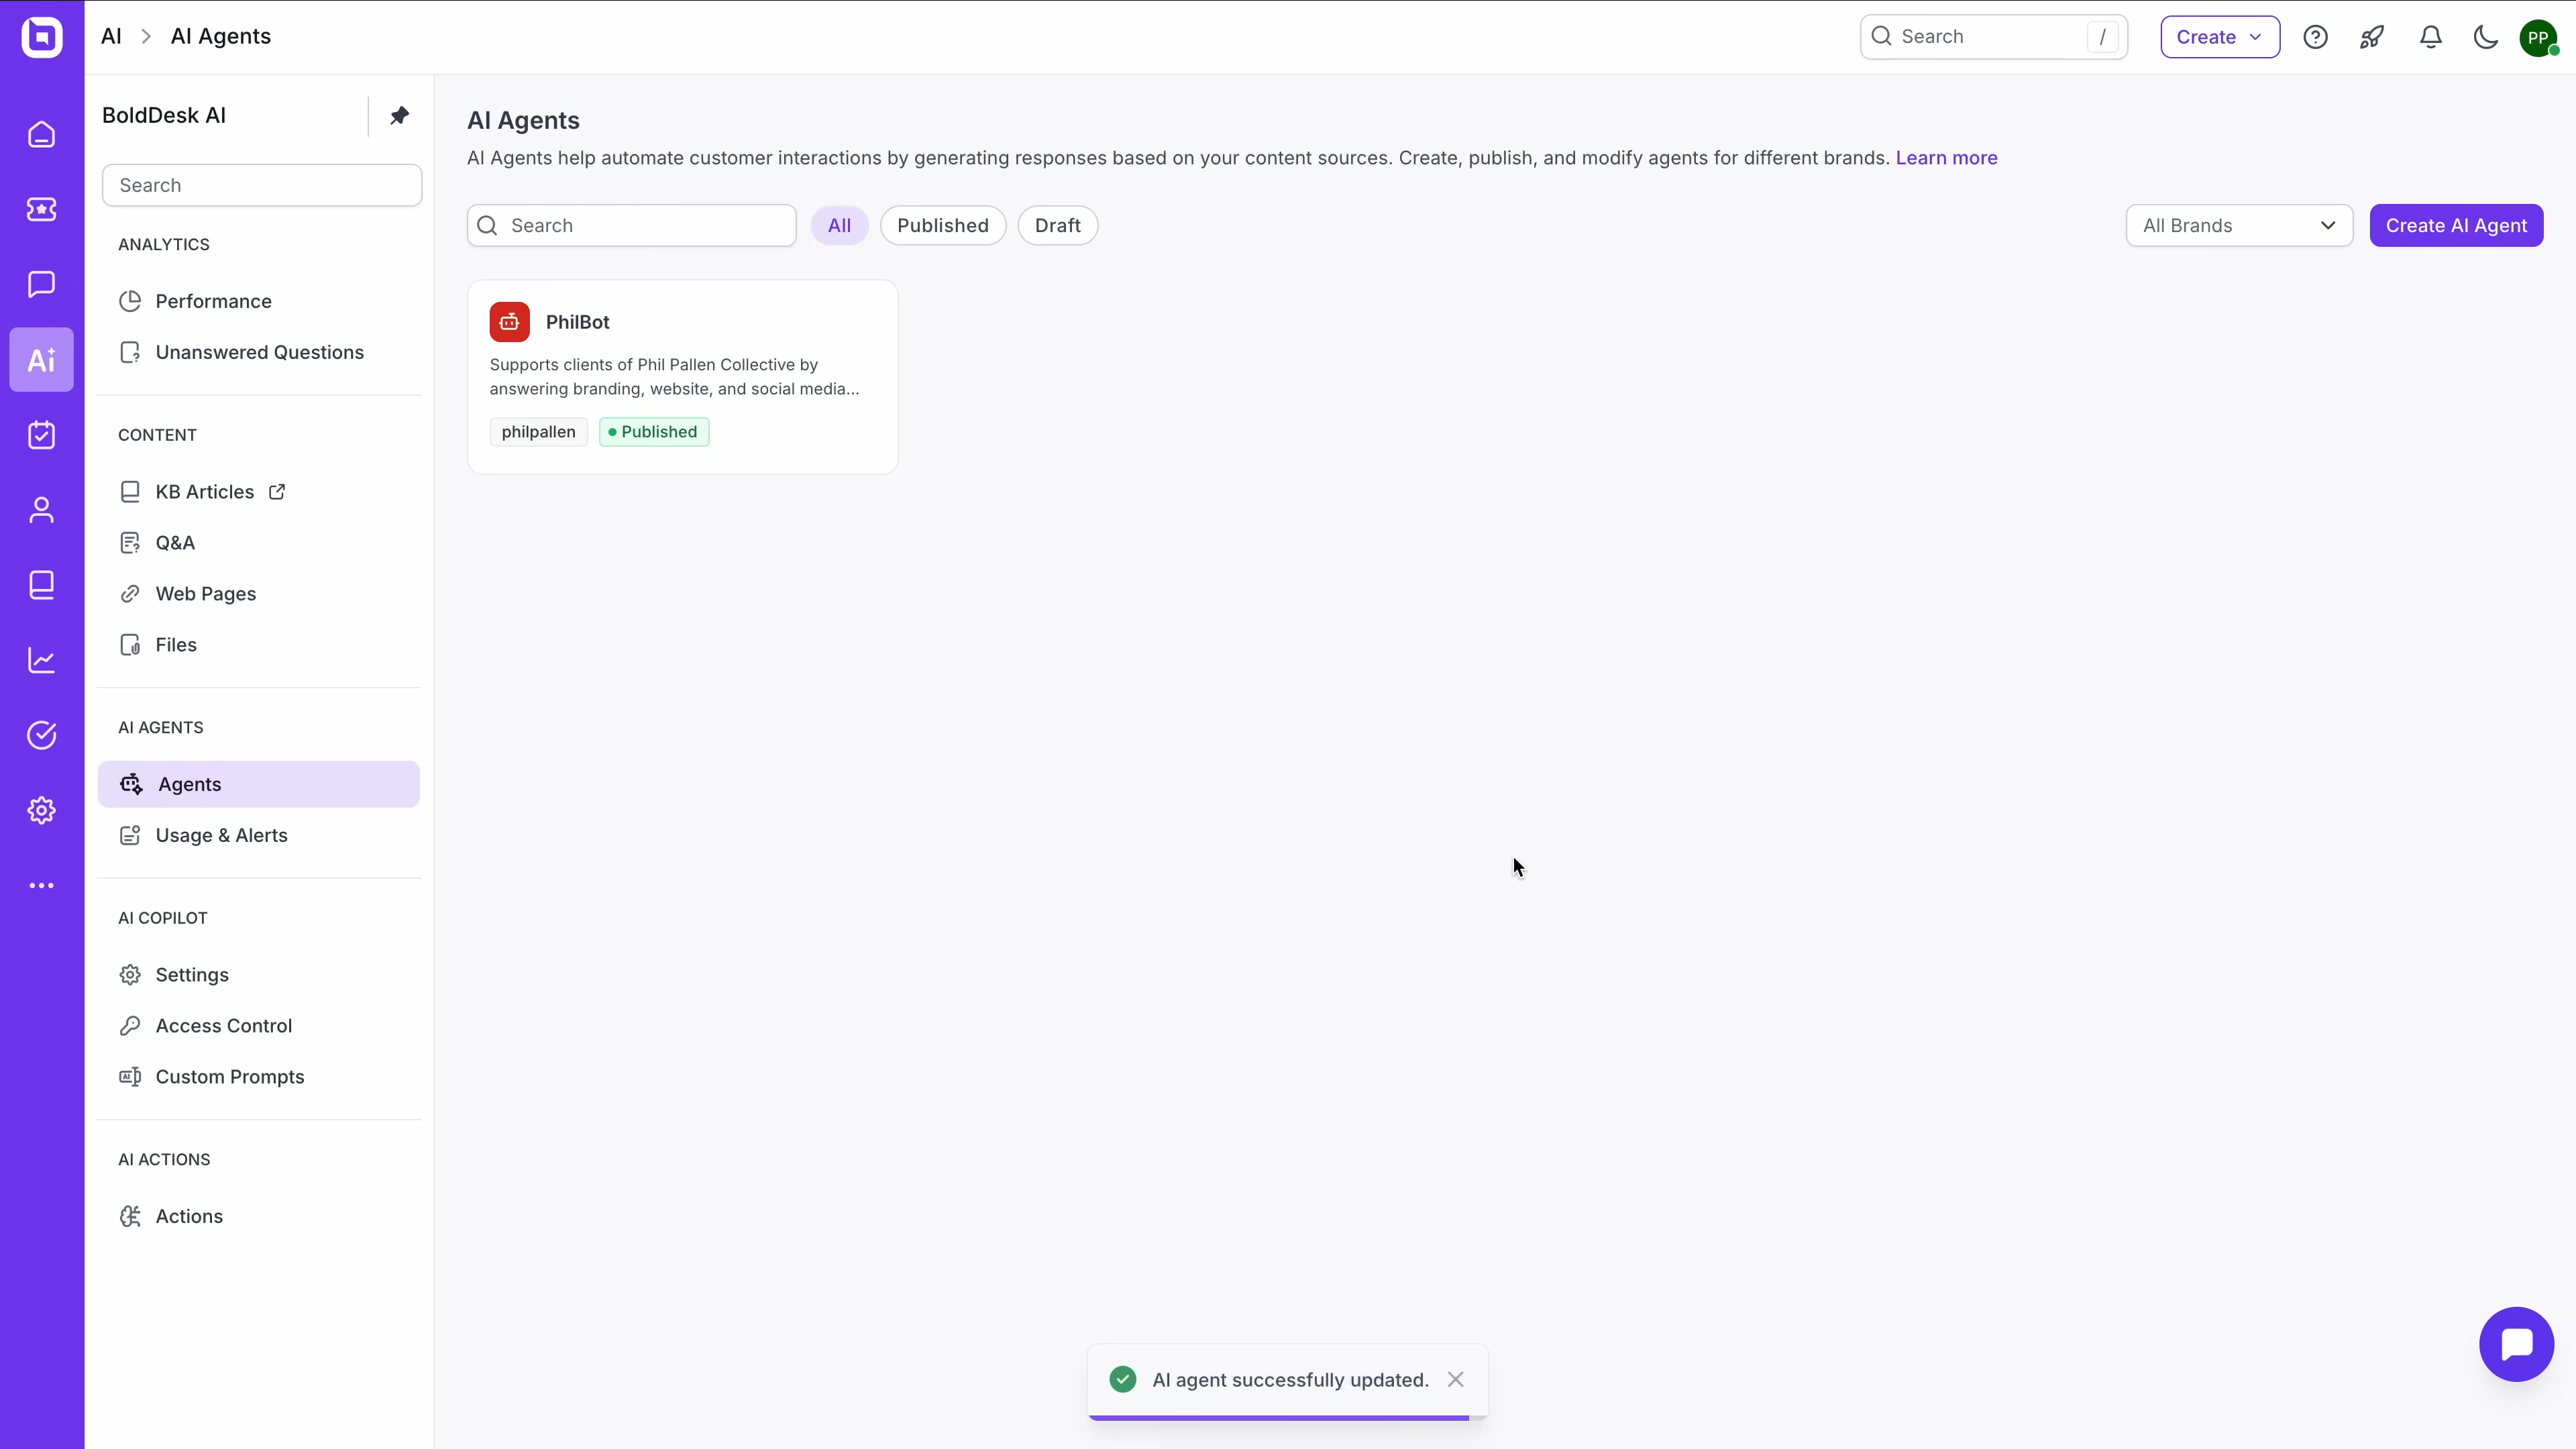 AI > AI Agents
Search /
Create
PP
Ai
BoldDesk AI
Search
ANALYTICS
Performance
Unanswered Questions
CONTENT
KB Articles
Q&A
Web Pages
Files
AI AGENTS
Agents
Usage & Alerts
AI COPILOT
Settings
Access Control
Custom Prompts
AI ACTIONS
Actions
AI Agents
AI Agents help automate customer interactions by generating responses based on your content sources. Create, publish, and modify agents for different brands. Learn more
Search
All
Published
Draft
All Brands
Create AI Agent
PhilBot
Supports clients of Phil Pallen Collective by
answering branding, website, and social media...
philpallen
Published
AI agent successfully updated.